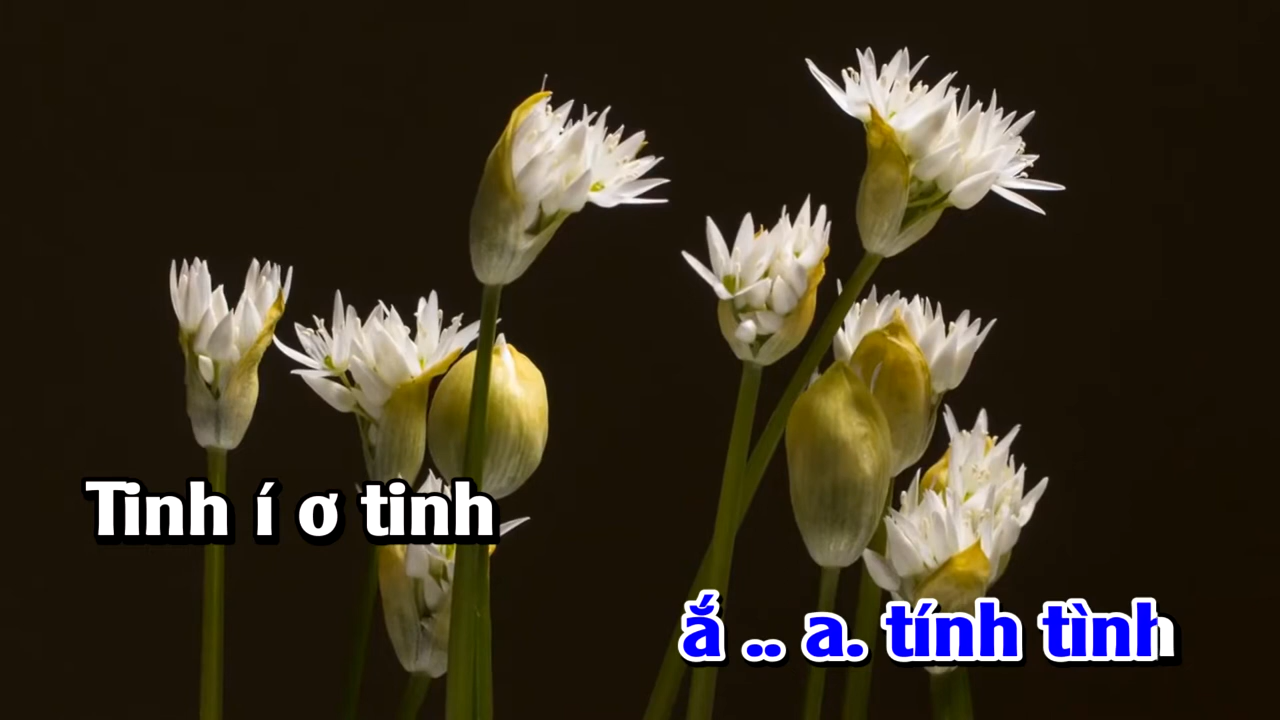 Tinh í ơ tinh
ắ .. a. tính tình